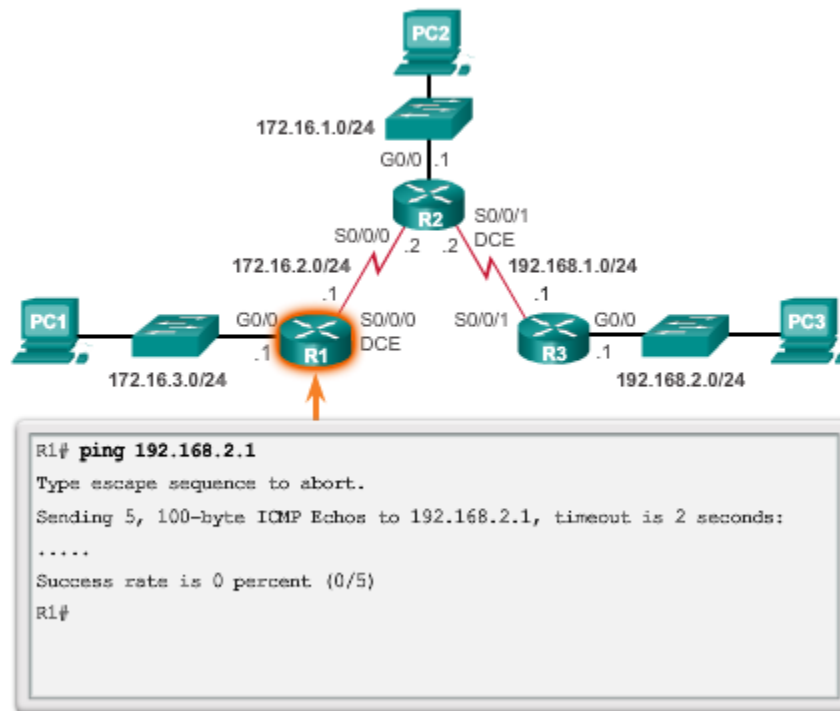 PC2
172.16.1.0/24
G0/0 .1
R2
S0/0/0 .2 .2 S0/0/1
DCE
172.16.2.0/24 192.168.1.0/24
.1 .1
PC1 G0/0 S0/0/0 S0/0/1 G0/0 PC3
.1 R1 DCE R3 .1
172.16.3.0/24 192.168.2.0/24
R1# ping 192.168.2.1
Type escape sequence to abort.
Sending 5, 100-byte ICMP Echos to 192.168.2.1, timeout is 2 seconds:
.....
Success rate is 0 percent (0/5)
R1#